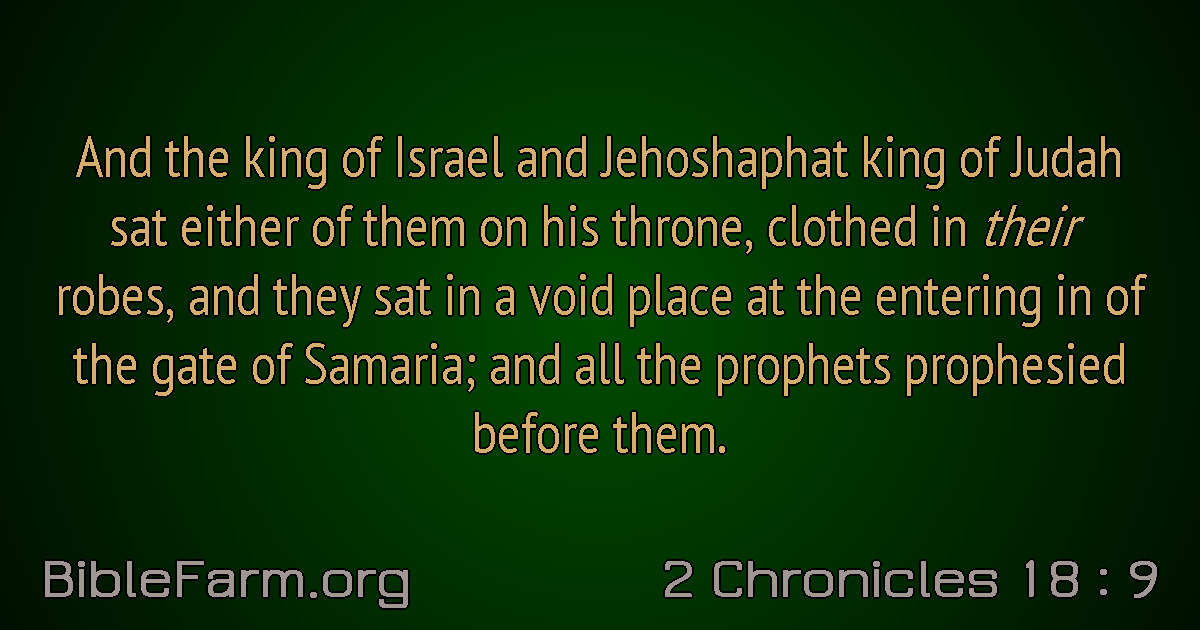 And the king of Israel and Jehoshaphat king of Judah
sat either of them on his throne, clothed in their
robes, and they sat in a void place at the entering in of
the gate of Samaria; and all the prophets prophesied
before them.
BibleFarm.org
2 Chronicles 18 : 9